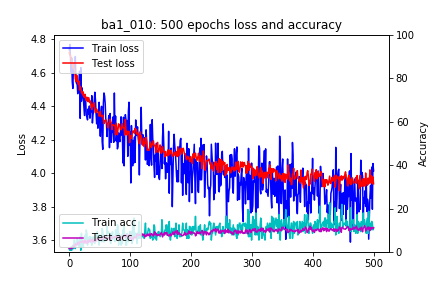 ba1_010: 500 epochs loss and accuracy
4.8
4.6
4.4
4.2
4.0
3.8
3.6
Loss
Train loss
Test loss
Train acc
Test acc
100
80
60
40
20
0
Accuracy
0 100 200 300 400 500